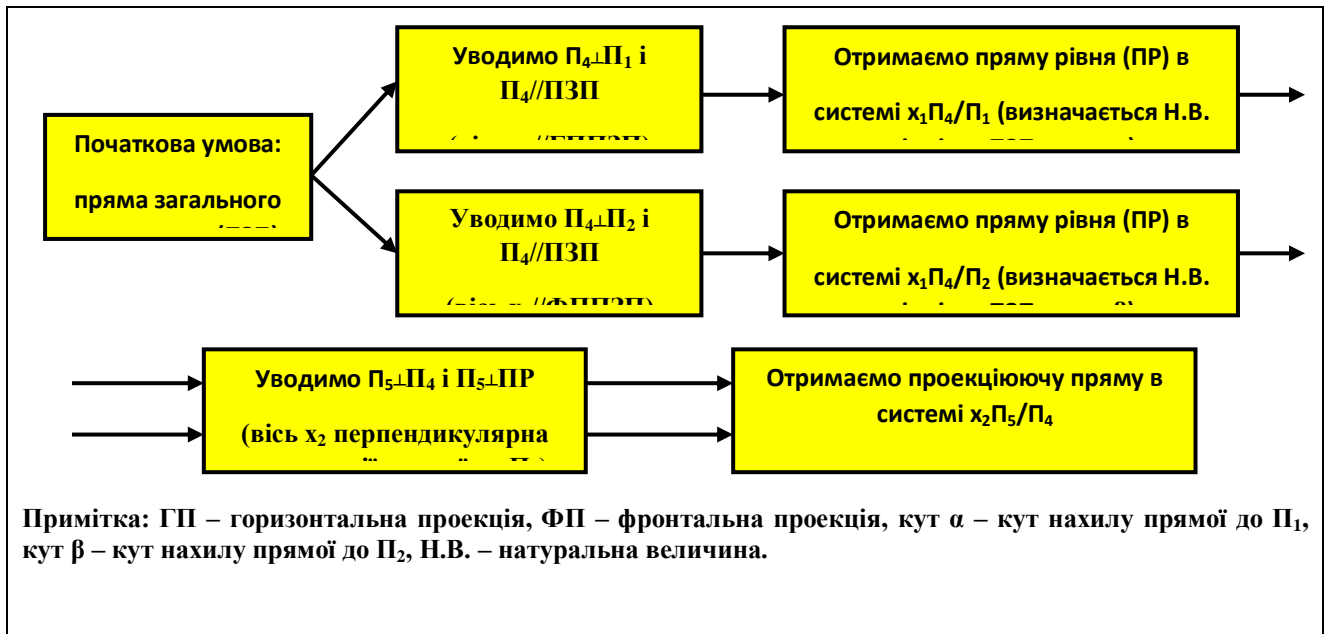 Початкова умова:
пряма загального
Уводимо П₄⊥П₁ і
П₄//ПЗП
Отримаємо пряму рівня (ПР) в
системі х₁П₄/П₁ (визначається Н.В.
Уводимо П₄⊥П₂ і
П₄//ПЗП
Отримаємо пряму рівня (ПР) в
системі х₁П₄/П₂ (визначається Н.В.
Уводимо П₅⊥П₄ і П₅⊥ПР
(вісь х₂ перпендикулярна
Отримаємо проекціюючу пряму в
системі х₂П₅/П₄
Примітка: ГП – горизонтальна проекція, ФП – фронтальна проекція, кут α – кут нахилу прямої до П₁,
кут β – кут нахилу прямої до П₂, Н.В. – натуральна величина.